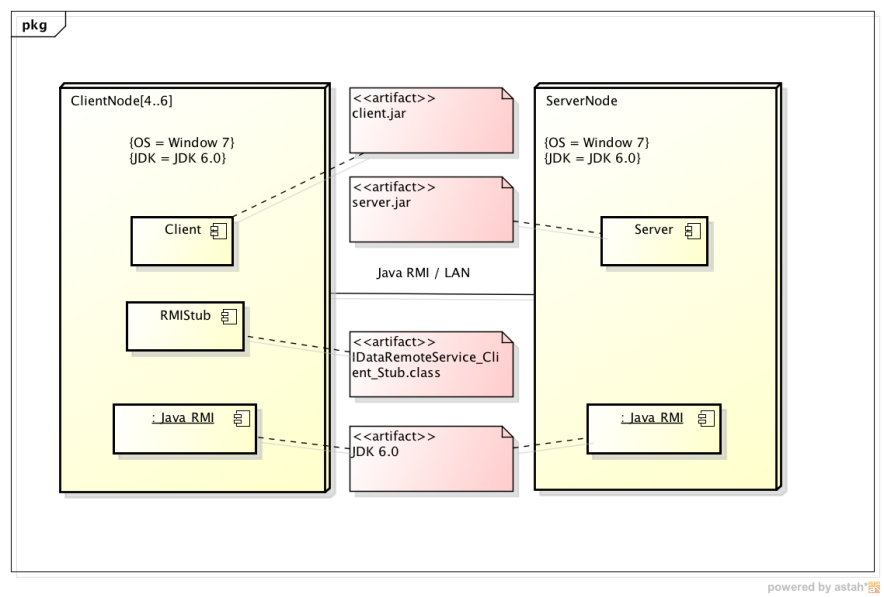 pkg
ClientNode[4..6]
{OS = Window 7}
{JDK = JDK 6.0}
Client
RMIStub
: Java RMI
<<artifact>>
client.jar
<<artifact>>
server.jar
Java RMI / LAN
<<artifact>>
IDataRemoteService_Cli
ent_Stub.class
<<artifact>>
JDK 6.0
ServerNode
{OS = Window 7}
{JDK = JDK 6.0}
Server
: Java RMI
powered by astah*